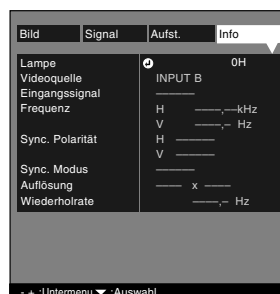 Bild Signal Aufst. Info
Lampe 0H
Videoquelle INPUT B
Eingangssignal ———
Frequenz H ——,–kHz
V ——,– Hz
Sync. Polarität H ———
V ———
Sync. Modus ———
Auflösung —— x ——
Wiederholrate ——,– Hz
- + :Untermenu ▼ :Auswahl